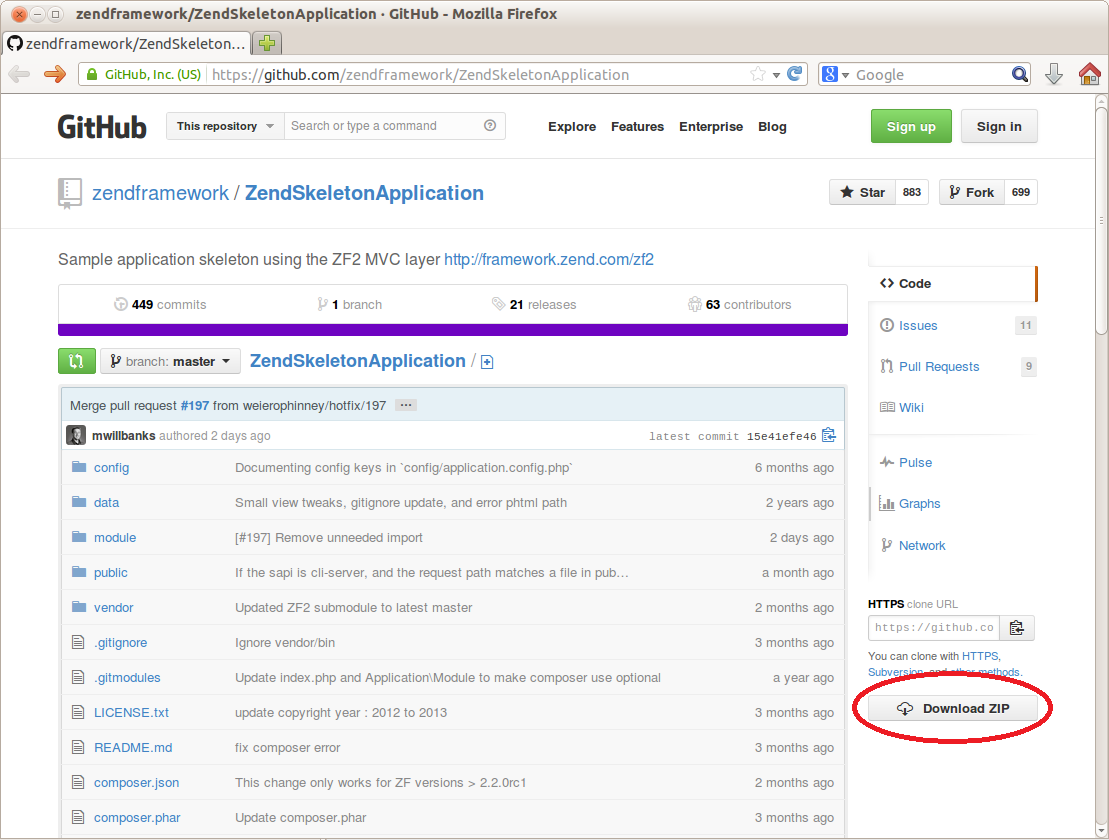 zendframework/ZendSkeletonApplication · GitHub - Mozilla Firefox
zendframework/ZendSkeleton...
GitHub, Inc. (US) https://github.com/zendframework/ZendSkeletonApplication
Google
GitHub
This repository
Search or type a command
Explore Features Enterprise Blog
Sign up
Sign in
zendframework / ZendSkeletonApplication
Star 883
Fork 699
Sample application skeleton using the ZF2 MVC layer http://framework.zend.com/zf2
449 commits
1 branch
21 releases
63 contributors
branch: master
ZendSkeletonApplication /
Merge pull request #197 from weierophinney/hotfix/197 ...
mwillbanks authored 2 days ago
latest commit 15e41efe46
config Documenting config keys in `config/application.config.php` 6 months ago
data Small view tweaks, gitignore update, and error phtml path 2 years ago
module [#197] Remove unneeded import 2 days ago
public If the sapi is cli-server, and the request path matches a file in pub… a month ago
vendor Updated ZF2 submodule to latest master 2 months ago
.gitignore Ignore vendor/bin 3 months ago
.gitmodules Update index.php and Application\Module to make composer use optional a year ago
LICENSE.txt update copyright year : 2012 to 2013 3 months ago
README.md fix composer error 3 months ago
composer.json This change only works for ZF versions > 2.2.0rc1 2 months ago
composer.phar Update composer.phar 3 months ago
Code
Issues 11
Pull Requests 9
Wiki
Pulse
Graphs
Network
HTTPS clone URL
https://github.co
You can clone with HTTPS,
Subversion, and other methods.
Download ZIP